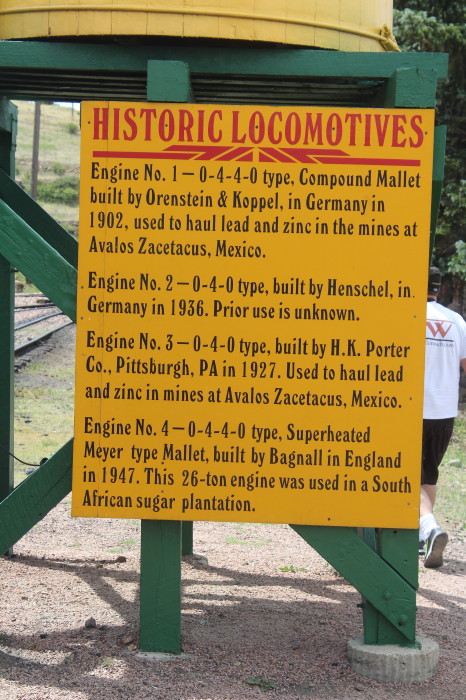 HISTORIC LOCOMOTIVES
Engine No. 1 — 0-4-4-0 type, Compound Mallet
built by Orenstein & Koppel, in Germany in
1902, used to haul lead and zinc in the mines at
Avalos Zacetacus, Mexico.
Engine No. 2 — 0-4-0 type, built by Henschel, in
Germany in 1936. Prior use is unknown.
Engine No. 3 — 0-4-0 type, built by H.K. Porter
Co., Pittsburgh, PA in 1927. Used to haul lead
and zinc in mines at Avalos Zacetacus, Mexico.
Engine No. 4 — 0-4-4-0 type, Superheated
Meyer type Mallet, built by Bagnall in England
in 1947. This 26-ton engine was used in a South
African sugar plantation.
W